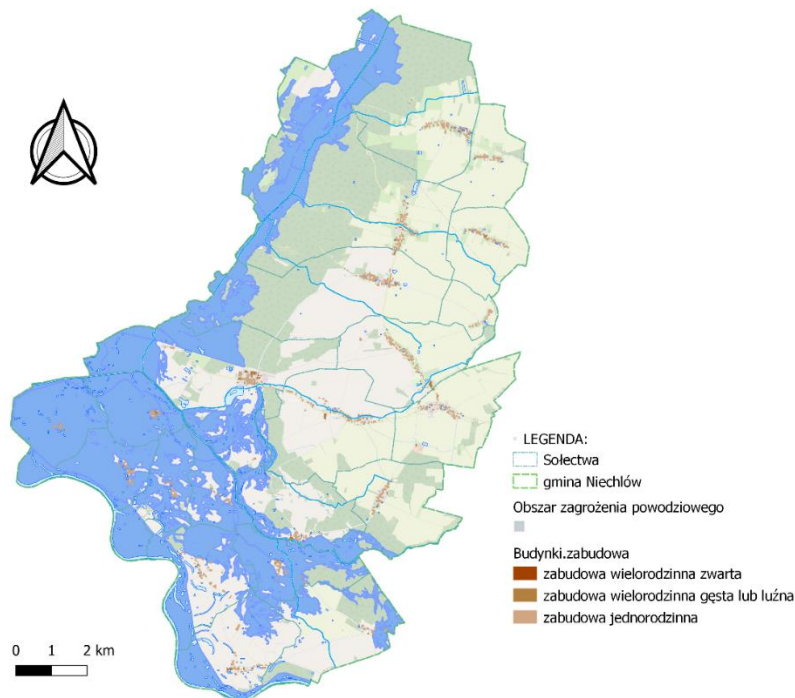 LEGENDA:
Sołectwa
gmina Niechlów
Obszar zagrożenia powodziowego
Budynki.zabudowa
zabudowa wielorodzinna zwarta
zabudowa wielorodzinna gęsta lub luźna
zabudowa jednorodzinna
0 1 2 km